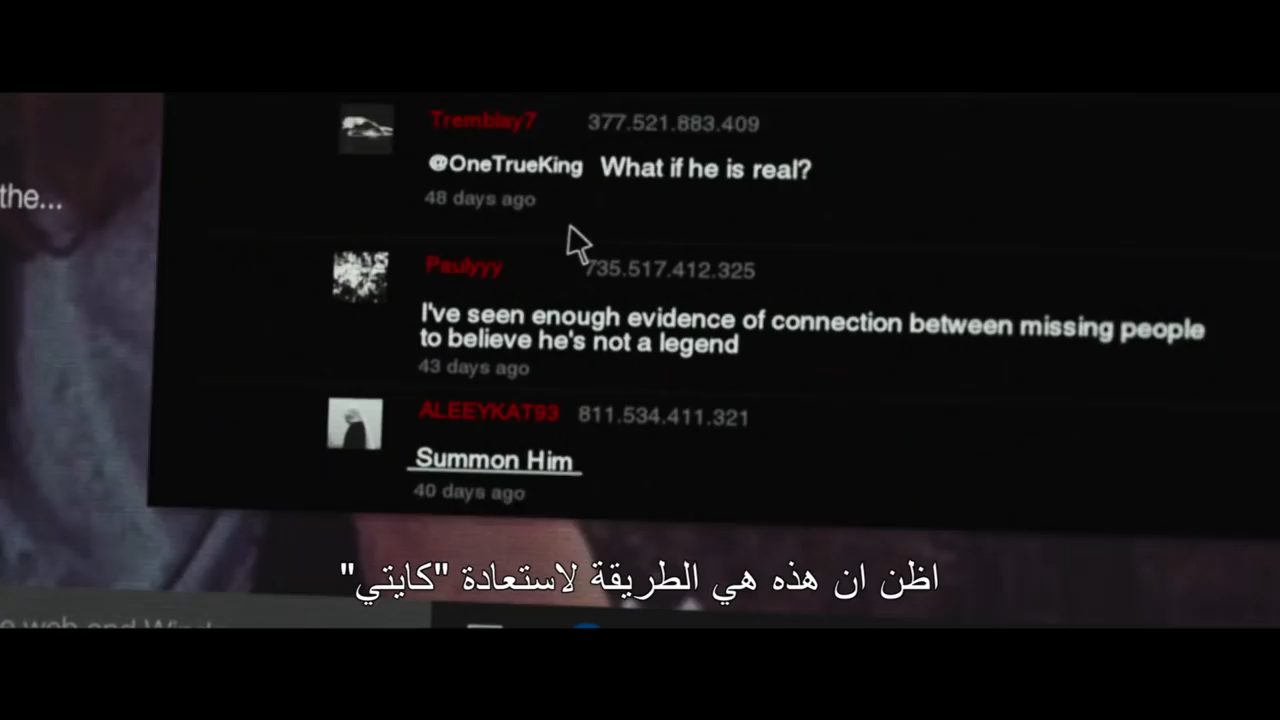 Tremblay7 377.521.883.409
@OneTrueKing What if he is real?
48 days ago
the...
Paulyyy 735.517.412.325
I've seen enough evidence of connection between missing people
to believe he's not a legend
43 days ago
ALEEYKAT93 811.534.411.321
Summon Him
40 days ago
اظن ان هذه هي الطريقة لاستعادة "كايتي"